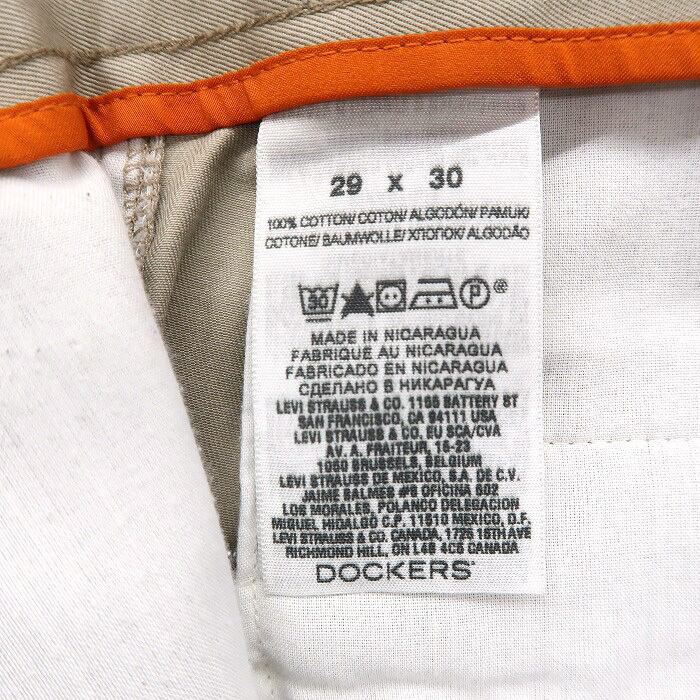 29 x 30
100% COTTON/ COTON/ ALGODÓN/ PAMUK/
COTONE/ BAUMWOLLE/ ХЛОПОК/ ALGODÃO
30 P ®
MADE IN NICARAGUA
FABRIQUE AU NICARAGUA
FABRICADO EN NICARAGUA
СДЕЛАНО В НИКАРАГУА
LEVI STRAUSS & CO. 1155 BATTERY ST
SAN FRANCISCO, CA 94111 USA
LEVI STRAUSS & CO. EU SCA/CVA
AV. A. FRAITEUR, 15-23
1050 BRUSSELS, BELGIUM
LEVI STRAUSS DE MEXICO, S.A. DE C.V.
JAIME BALMES #8 OFICINA 602
LOS MORALES, POLANCO DELEGACION
MIGUEL HIDALGO C.P. 11510 MEXICO, D.F.
LEVI STRAUSS & CO. CANADA, 1725 16TH AVE
RICHMOND HILL, ON L4B 4C6 CANADA
DOCKERS®